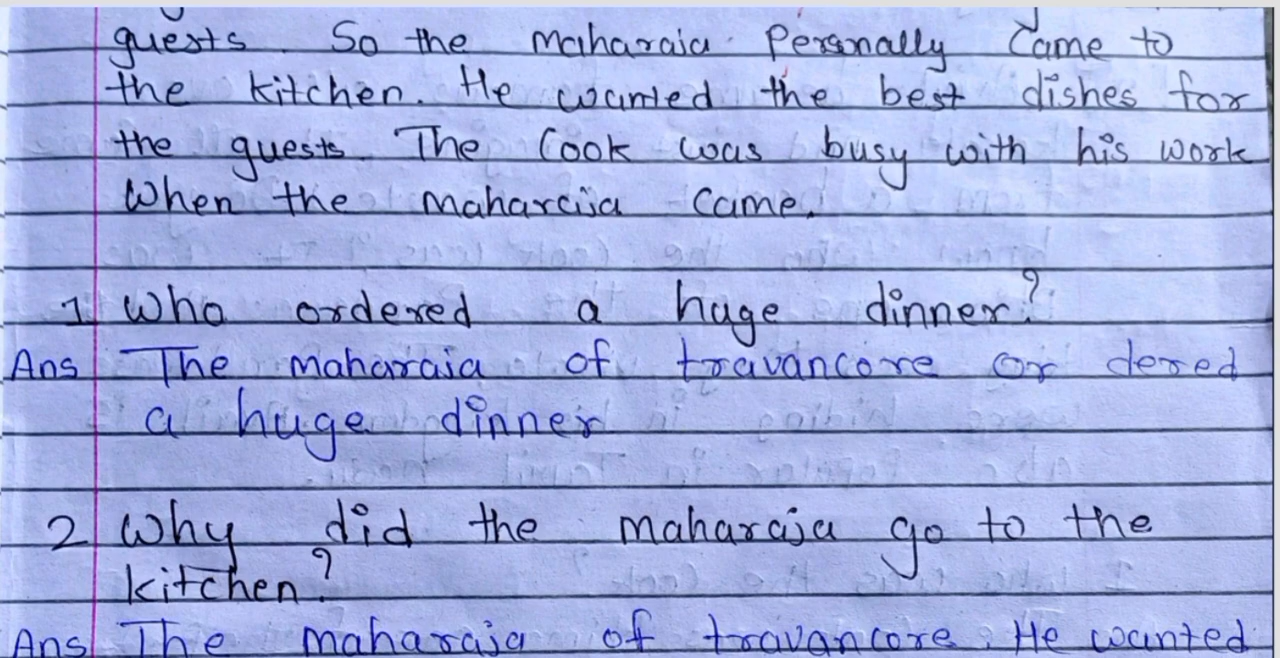 guests. So the maharaja Personally Came to
the kitchen. He wanted the best dishes for
the guests. The Cook was busy with his work
When the maharaja Came.
1 Who ordered a huge dinner?
Ans The maharaja of travancore or dered
a huge dinner
2 Why did the maharaja go to the
kitchen?
Ans The maharaja of travancore. He wanted